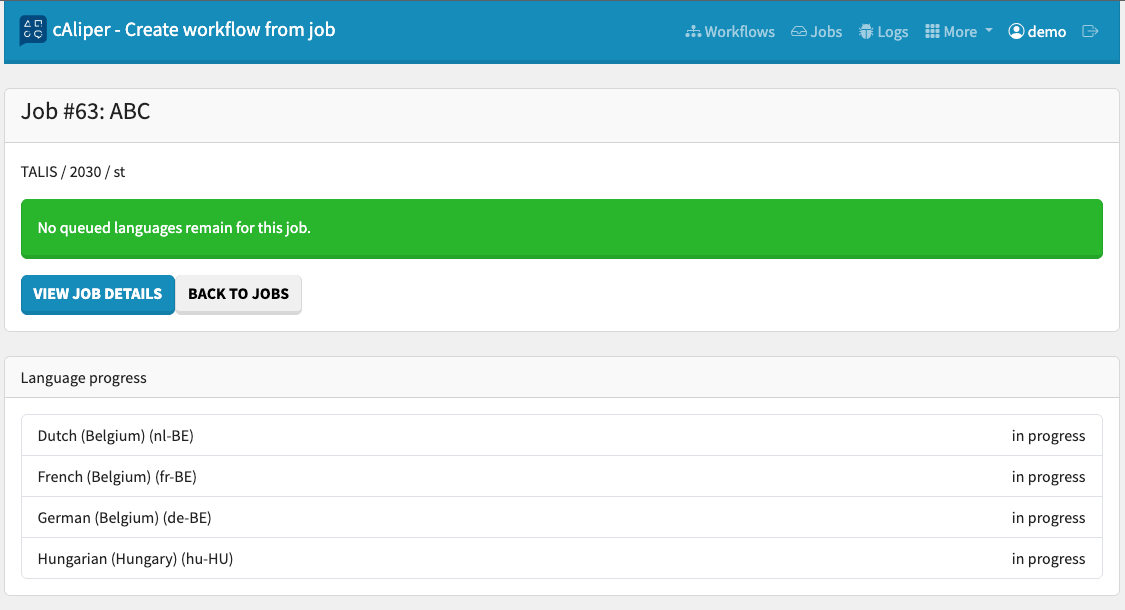 cAliper - Create workflow from job
Workflows Jobs Logs More demo
Job #63: ABC
TALIS / 2030 / st
No queued languages remain for this job.
VIEW JOB DETAILS BACK TO JOBS
Language progress
Dutch (Belgium) (nl-BE) in progress
French (Belgium) (fr-BE) in progress
German (Belgium) (de-BE) in progress
Hungarian (Hungary) (hu-HU) in progress